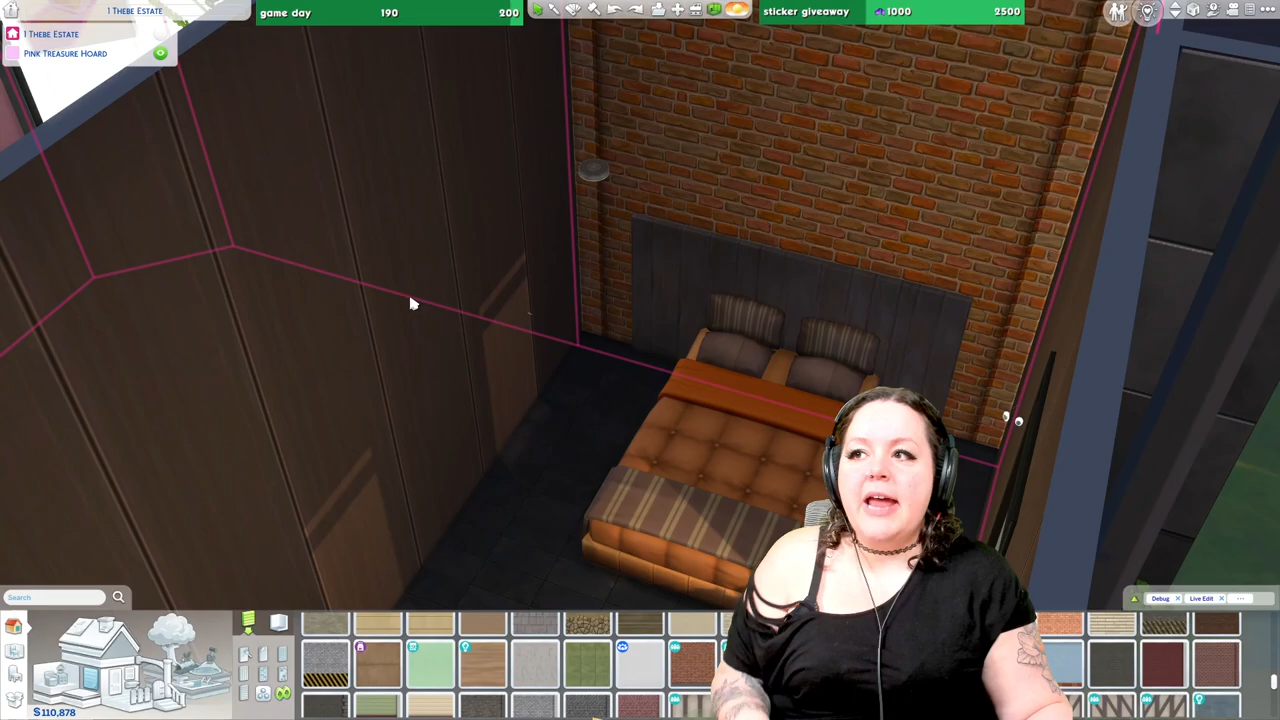 1 THEBE ESTATE
game day 190 200
sticker giveaway 1000 2500
1 THEBE ESTATE
PINK TREASURE HOARD
Search
Debug
Live Edit
§110,878